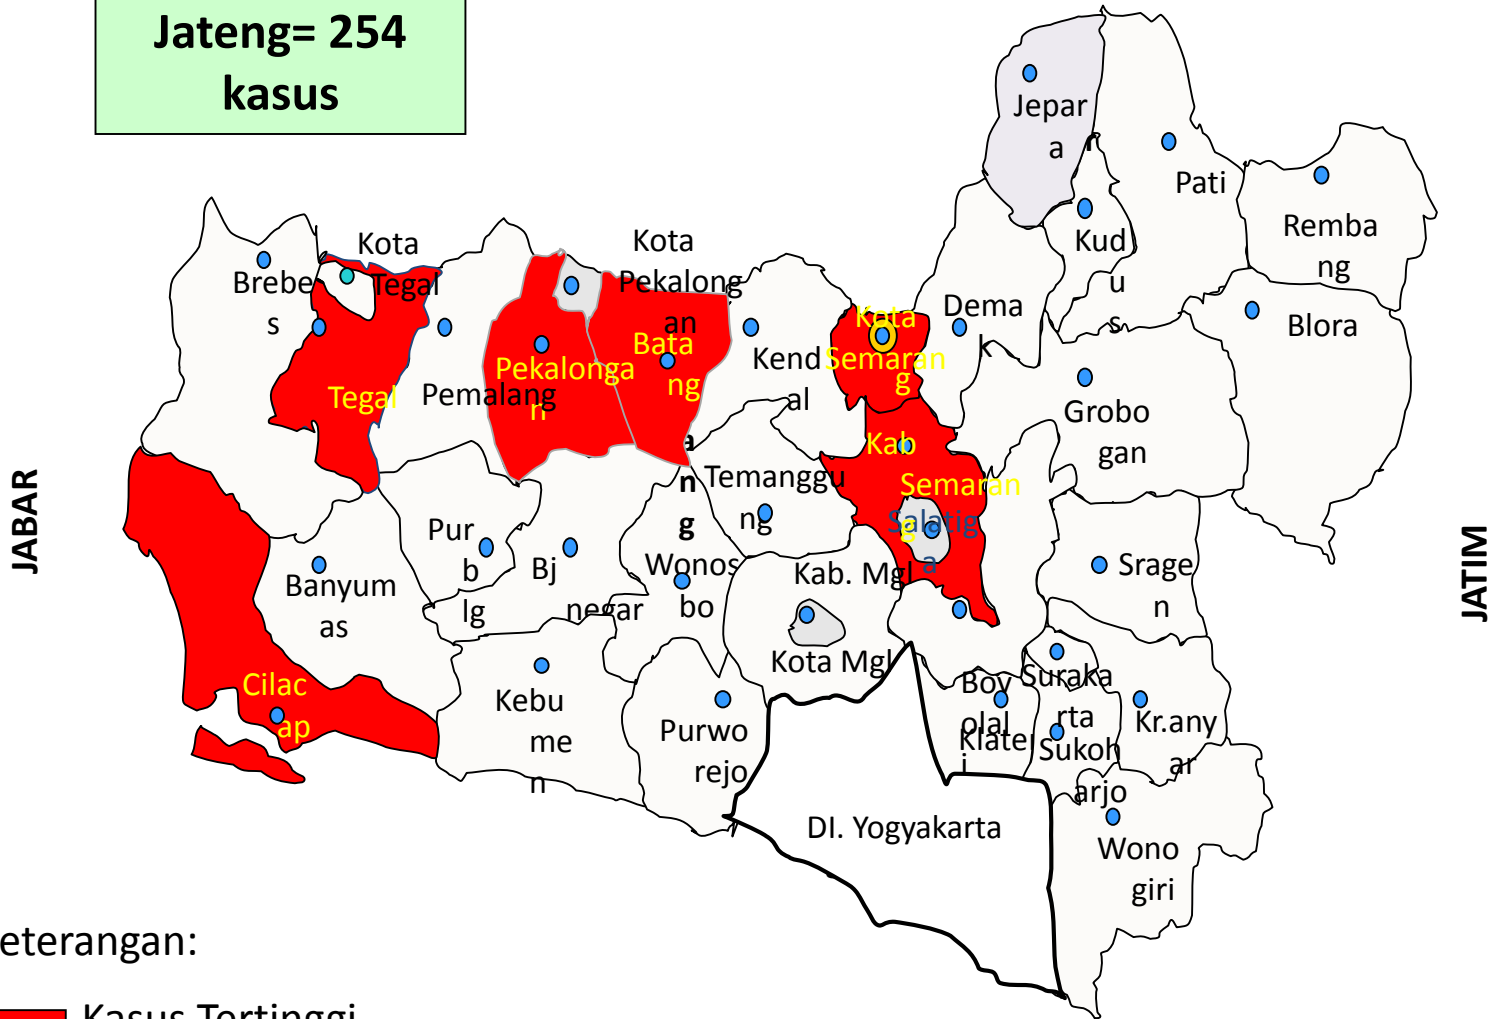 Jateng= 254
kasus
Jepar
a
r
Pati
Remba
ng
Kud
u
s
Kota
Tegal
Kota
Pekalong
an
Brebe
s
Dema
k
Blora
Kota
Semaran
g
Bata
ng
Kend
al
Pekalonga
n
Pemalang
Tegal
Grobo
gan
Kab
Semaran
g
a
n
g
Temanggu
ng
Salatig
a
JABAR
JATIM
Pur
b
lg
Bj
negar
Wonos
bo
Kab. Mgl
Srage
n
Banyum
as
Kota Mgl
Cilac
ap
Kebu
me
n
Purwo
rejo
Boy
olal
i
Klate
Suraka
rta
Sukoh
arjo
Kr.any
ar
DI. Yogyakarta
Wono
giri
eterangan:
Kasus Tertinggi